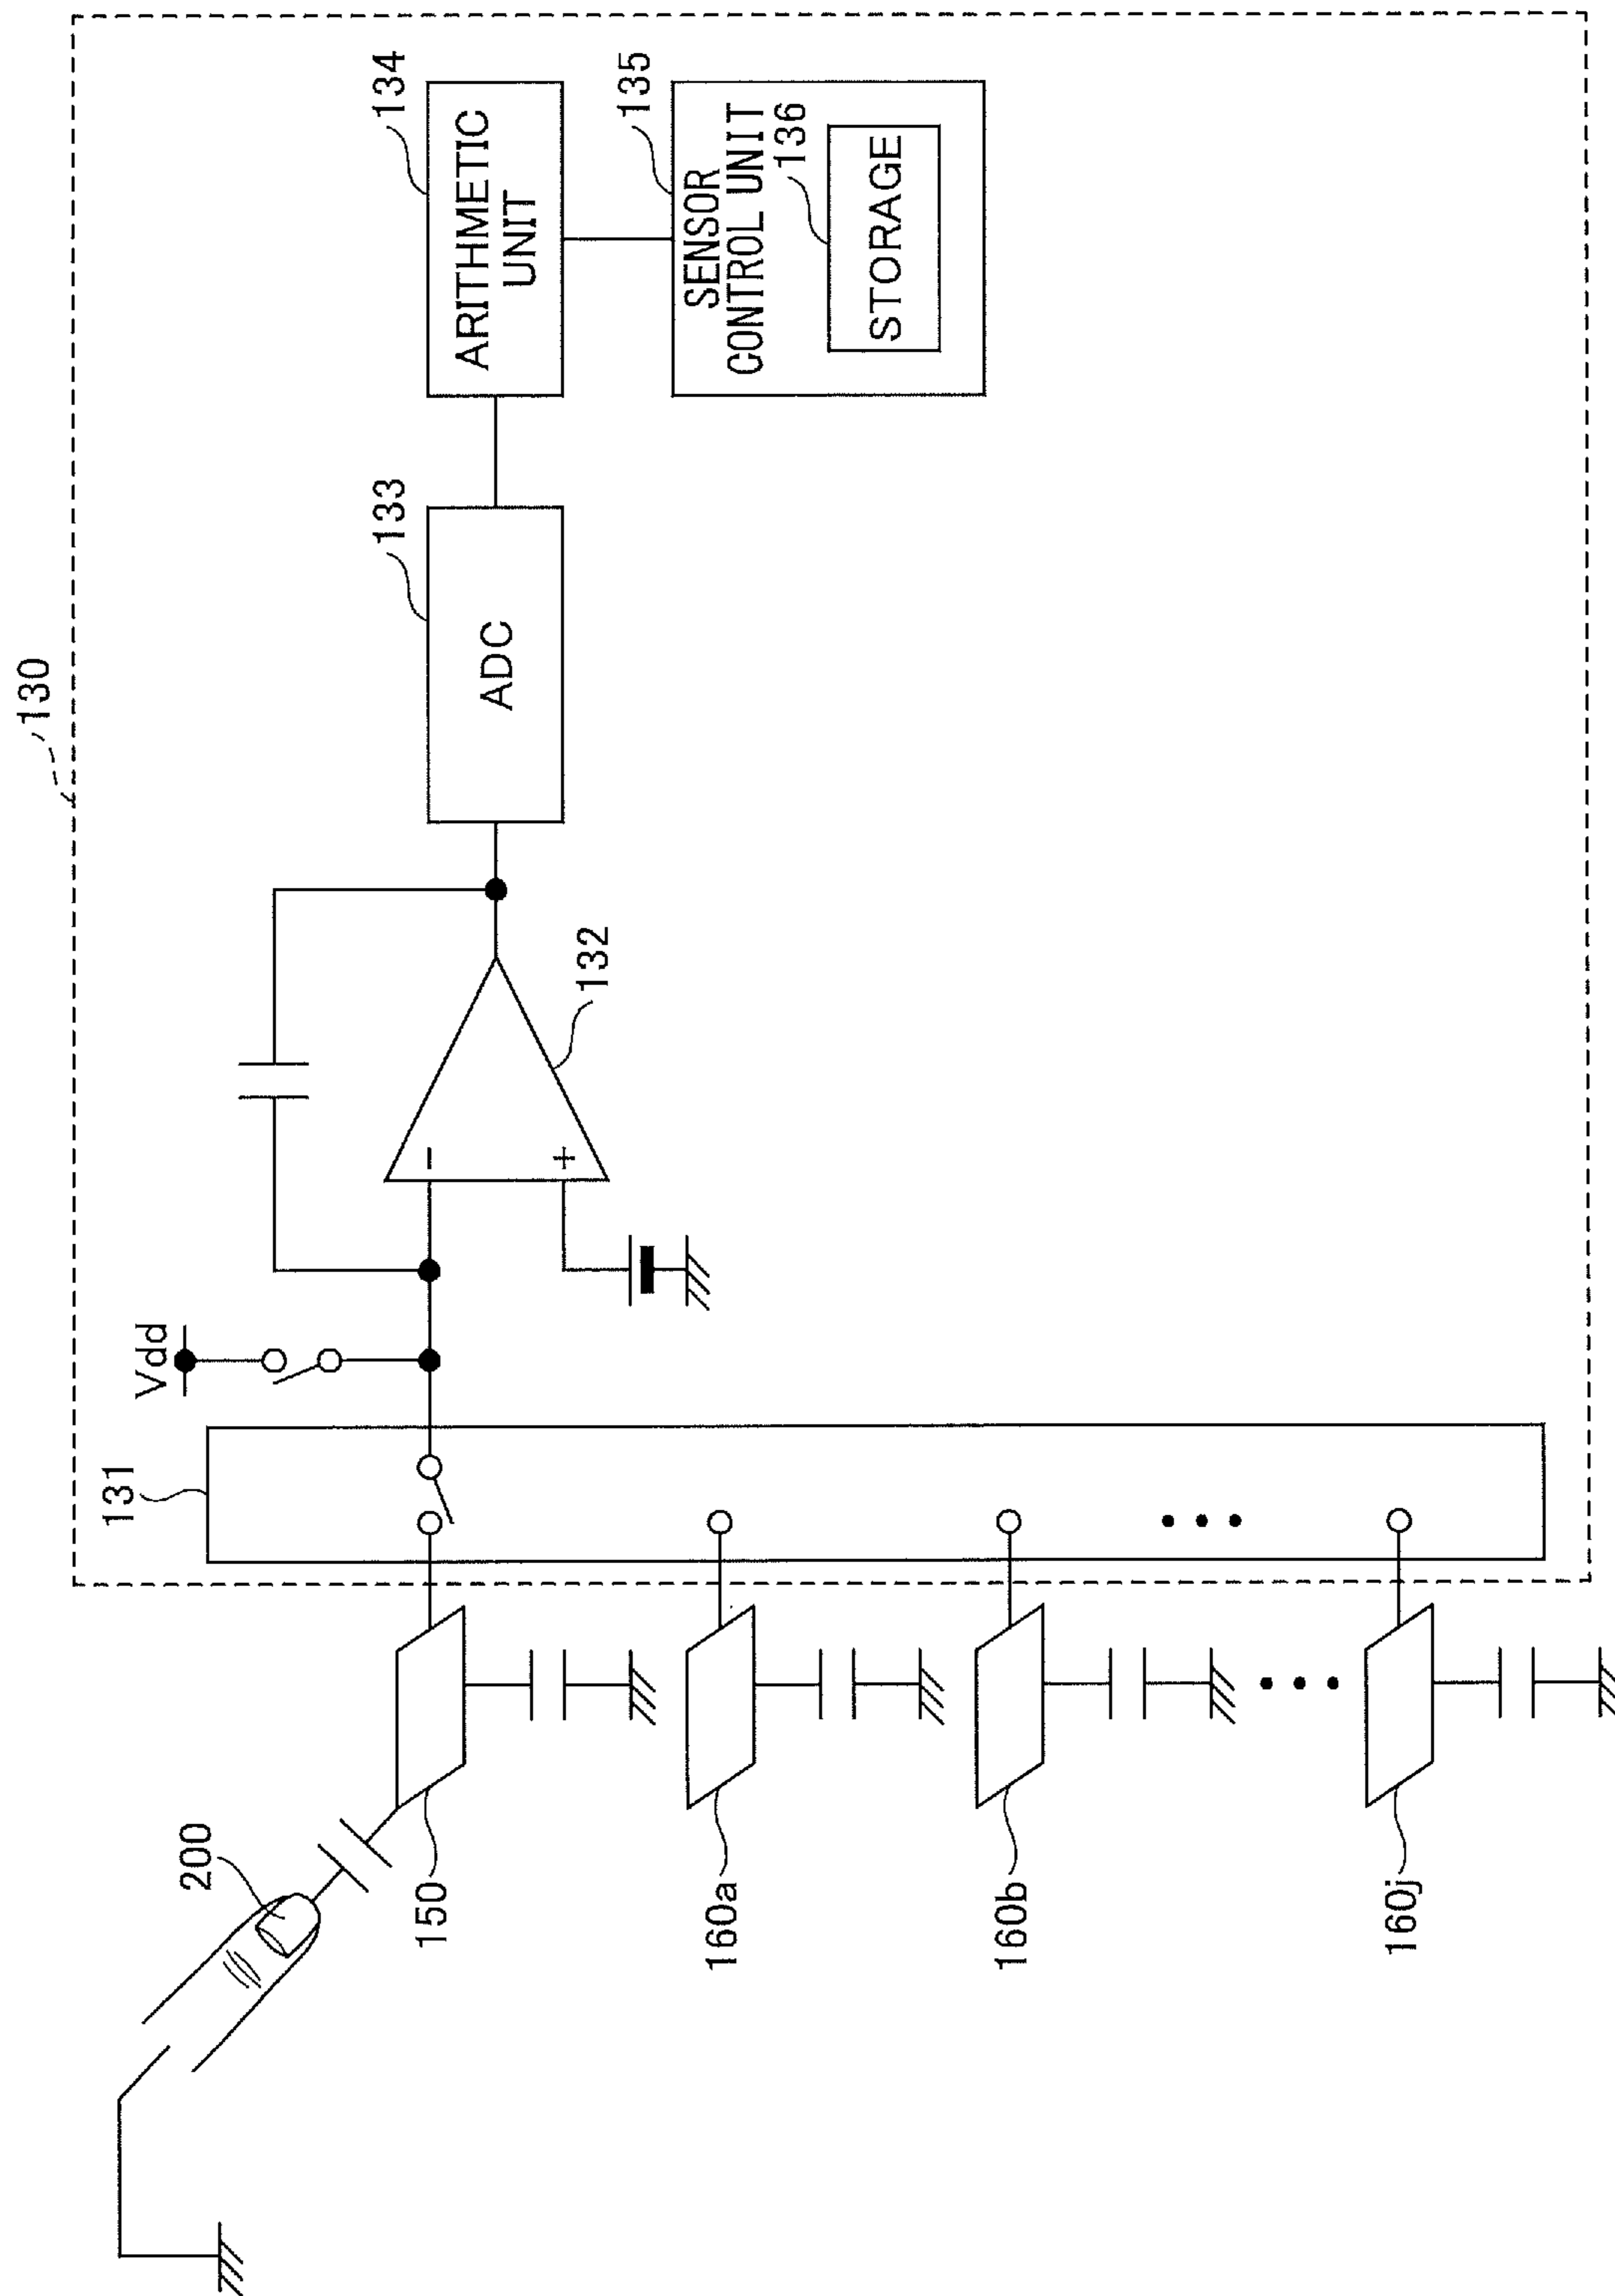 130
131
Vdd
132
133
ADC
134
ARITHMETIC
UNIT
135
SENSOR
CONTROL UNIT
136
STORAGE
−
+
200
150
160a
160b
160j